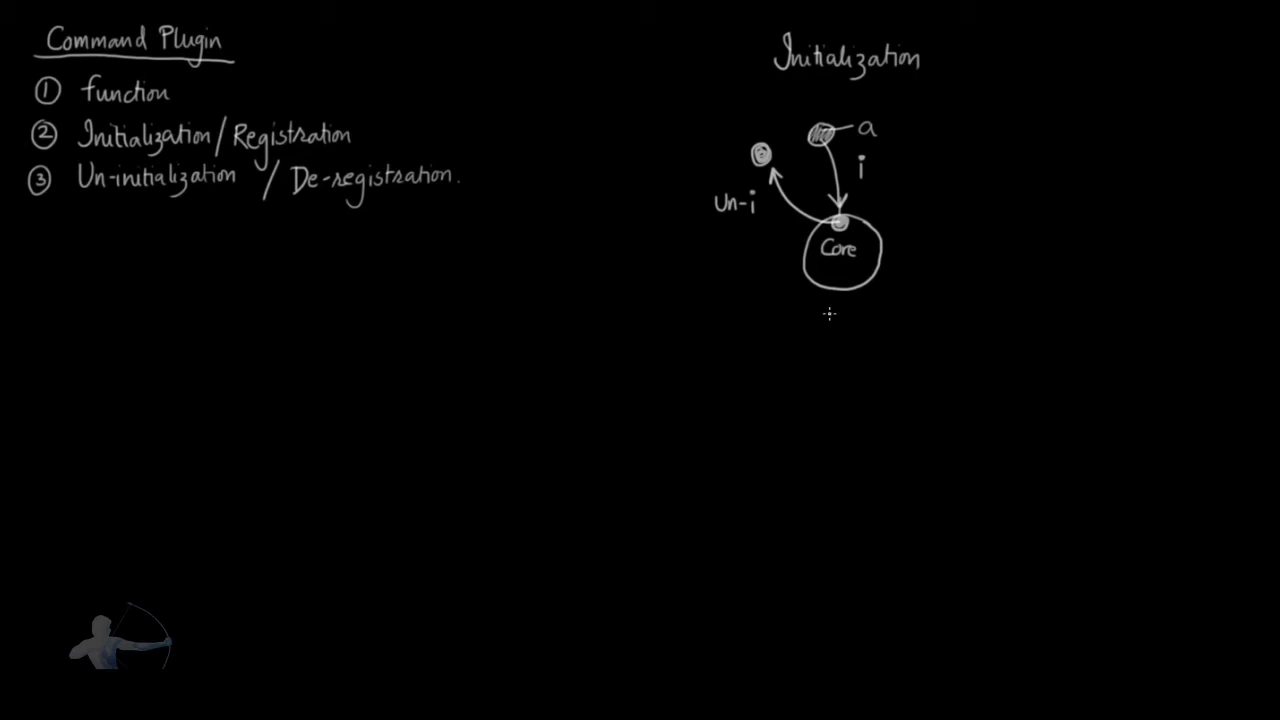 Command Plugin
① function
② Initialization / Registration
③ Un-initialization / De-registration.
Initialization
a
i
Un-i
Core